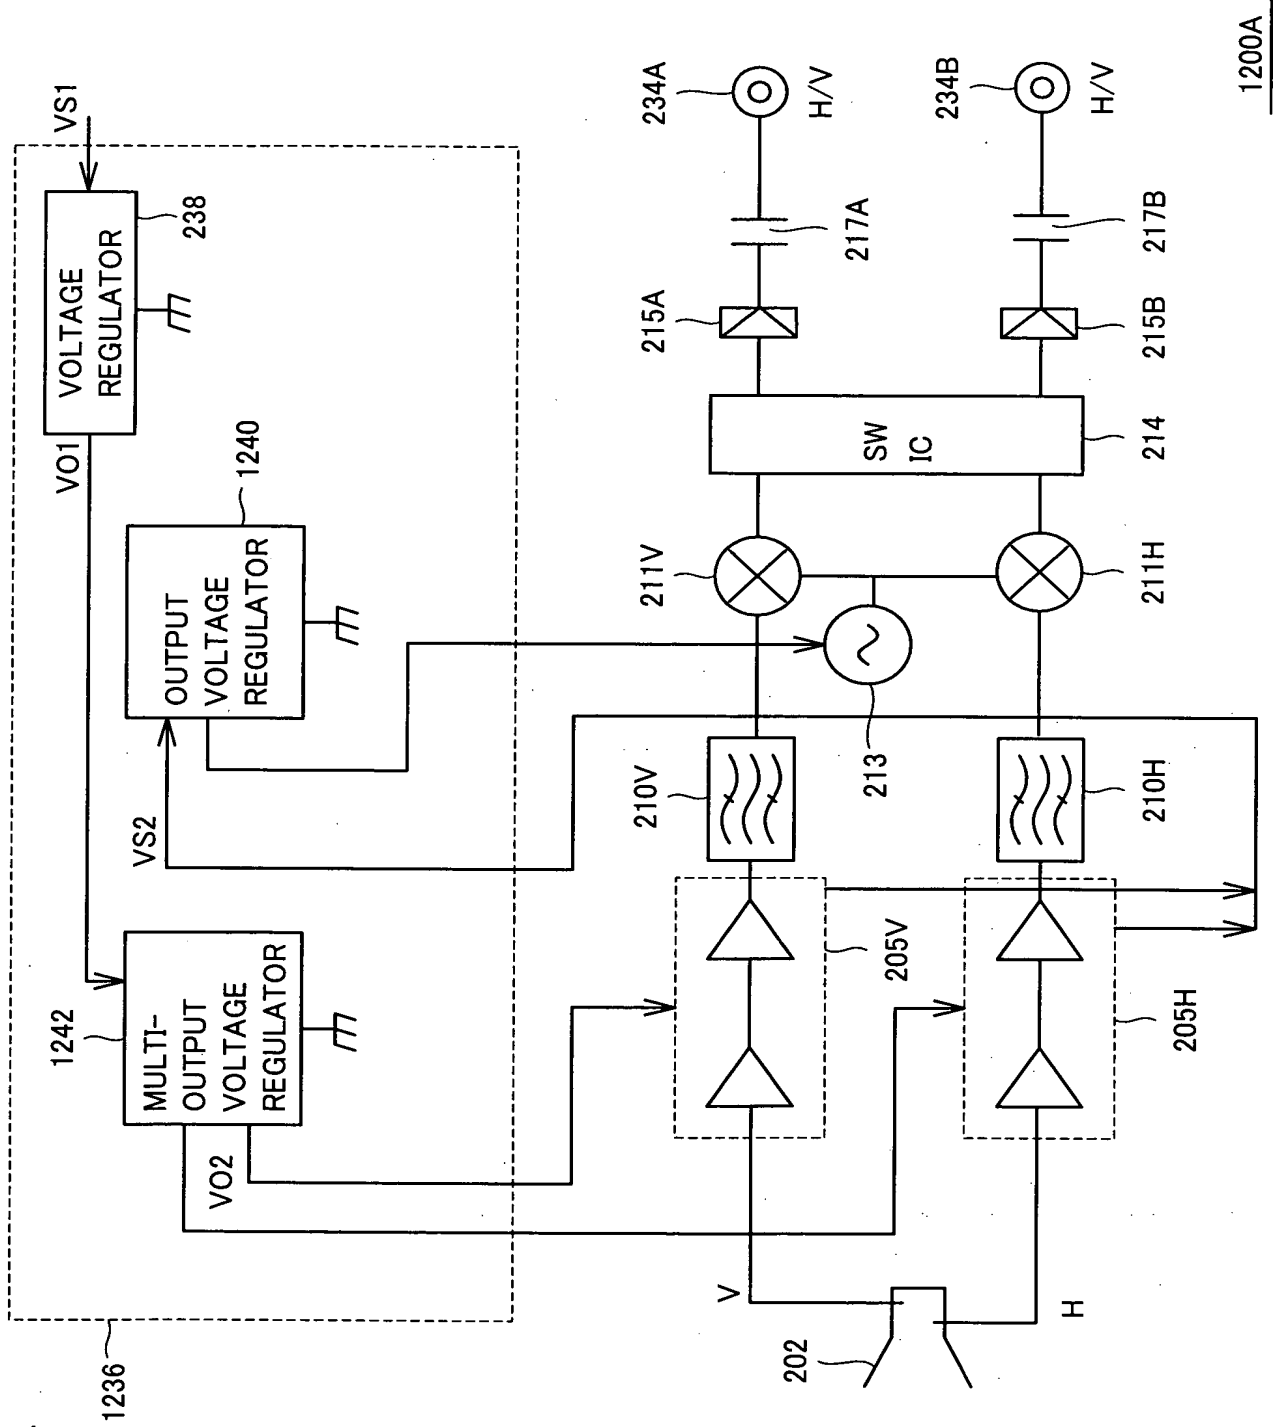 1236
VS1
VOLTAGE
REGULATOR
238
VO1
OUTPUT
VOLTAGE
REGULATOR
1240
VS2
MULTI-
OUTPUT
VOLTAGE
REGULATOR
1242
VO2
202
V
H
205V
205H
210V
210H
211V
211H
213
SW
IC
214
215A
215B
217A
217B
234A
H/V
234B
H/V
1200A